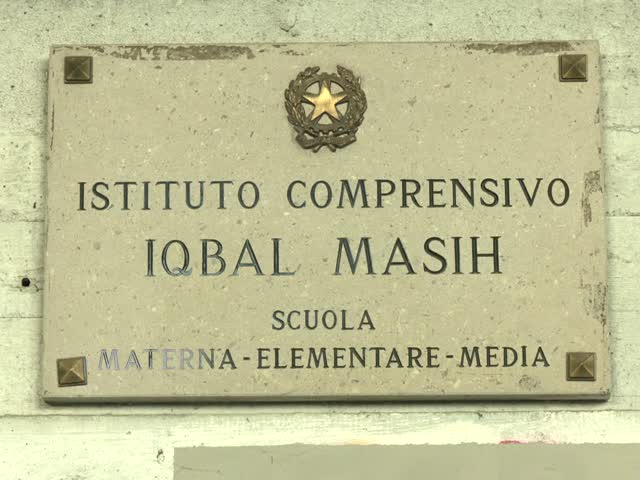 ISTITUTO COMPRENSIVO
IQBAL MASIH
SCUOLA
MATERNA-ELEMENTARE-MEDIA